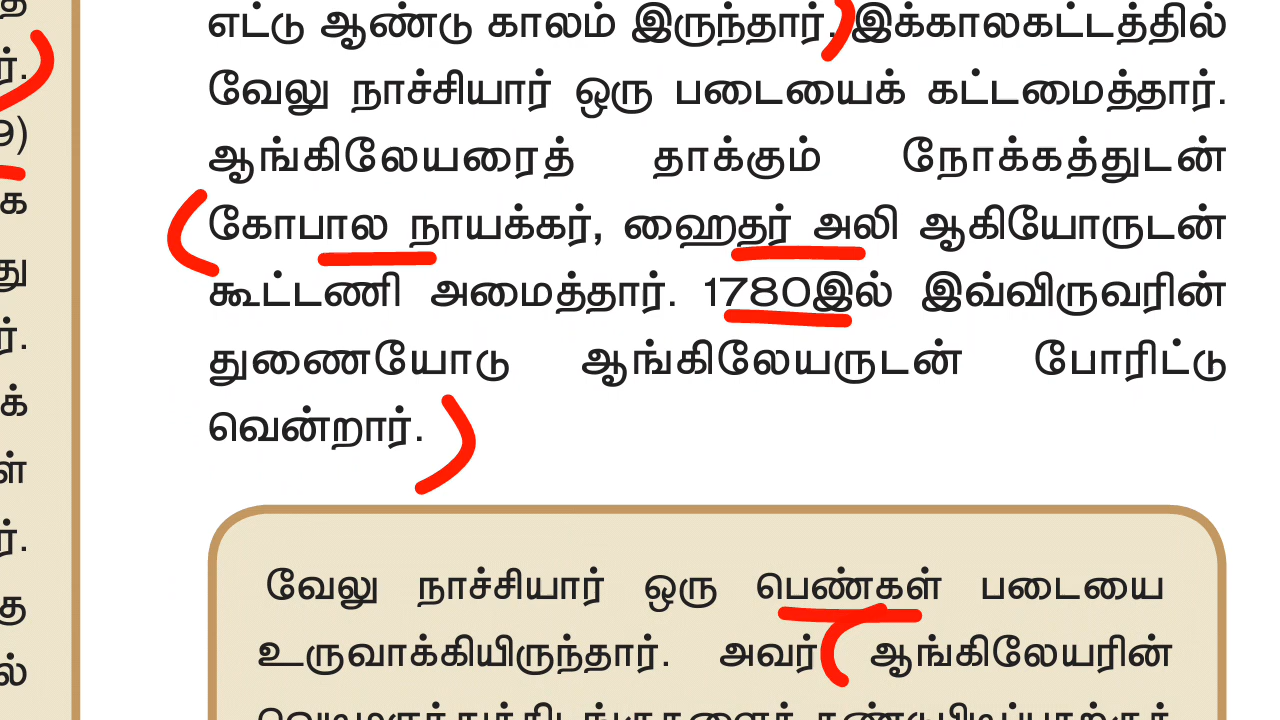 எட்டு ஆண்டு காலம் இருந்தார். இக்காலகட்டத்தில்
வேலு நாச்சியார் ஒரு படையைக் கட்டமைத்தார்.
ஆங்கிலேயரைத் தாக்கும் நோக்கத்துடன்
கோபால நாயக்கர், ஹைதர் அலி ஆகியோருடன்
கூட்டணி அமைத்தார். 1780இல் இவ்விருவரின்
துணையோடு ஆங்கிலேயருடன் போரிட்டு
வென்றார்.
வேலு நாச்சியார் ஒரு பெண்கள் படையை
உருவாக்கியிருந்தார். அவர் ஆங்கிலேயரின்